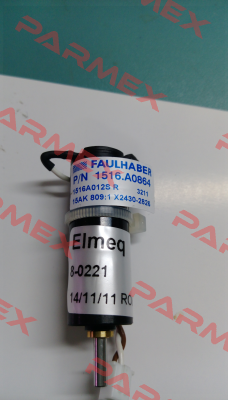 FAULHABER
P/N 1516.A0864
1516A012S R 3211
15AK 809:1 X2430-2826
Elmeq
8-0221
14/11/11 RO
PARMEX
PARMEX
PARMEX
PARMEX